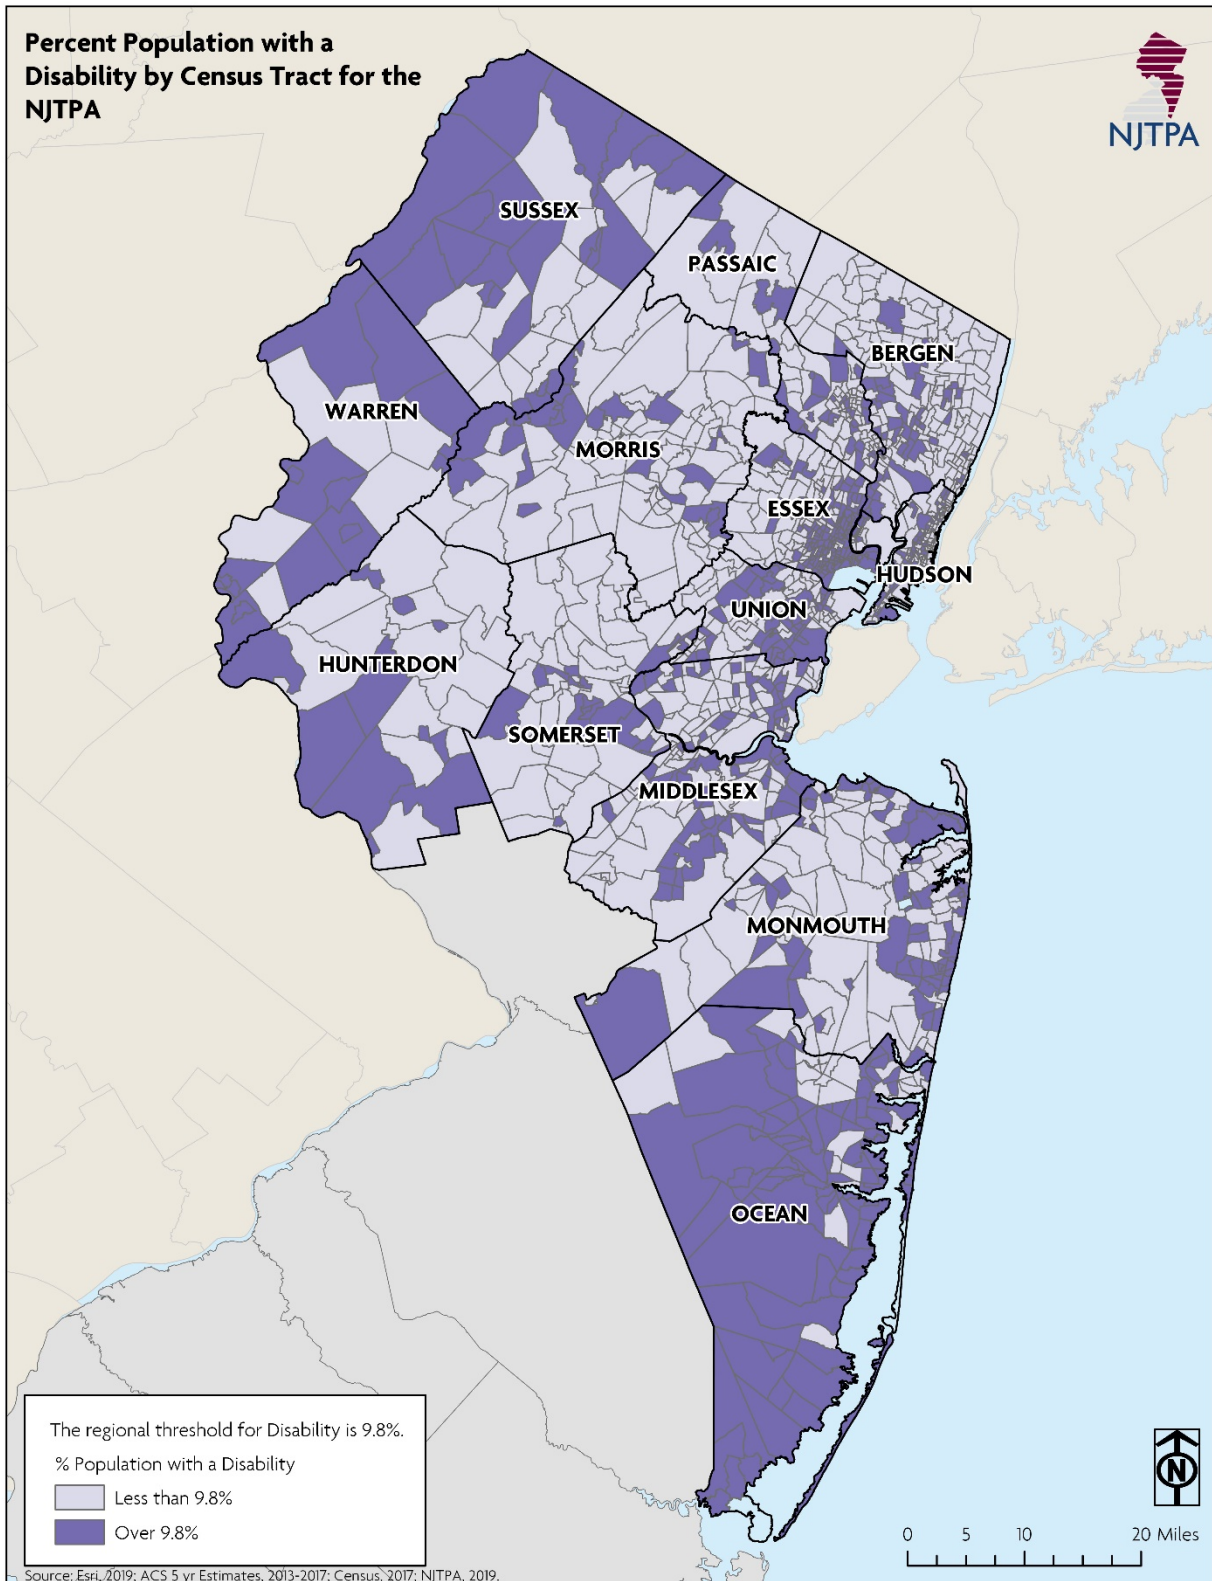 Percent Population with a
Disability by Census Tract for the
NJTPA
NJTPA
SUSSEX
PASSAIC
BERGEN
WARREN
MORRIS
ESSEX
HUDSON
UNION
HUNTERDON
SOMERSET
MIDDLESEX
MONMOUTH
OCEAN
The regional threshold for Disability is 9.8%.
% Population with a Disability
Less than 9.8%
Over 9.8%
N
0 5 10 20 Miles
Source: Esri, 2019; ACS 5 yr Estimates, 2013-2017; Census, 2017; NJTPA, 2019.